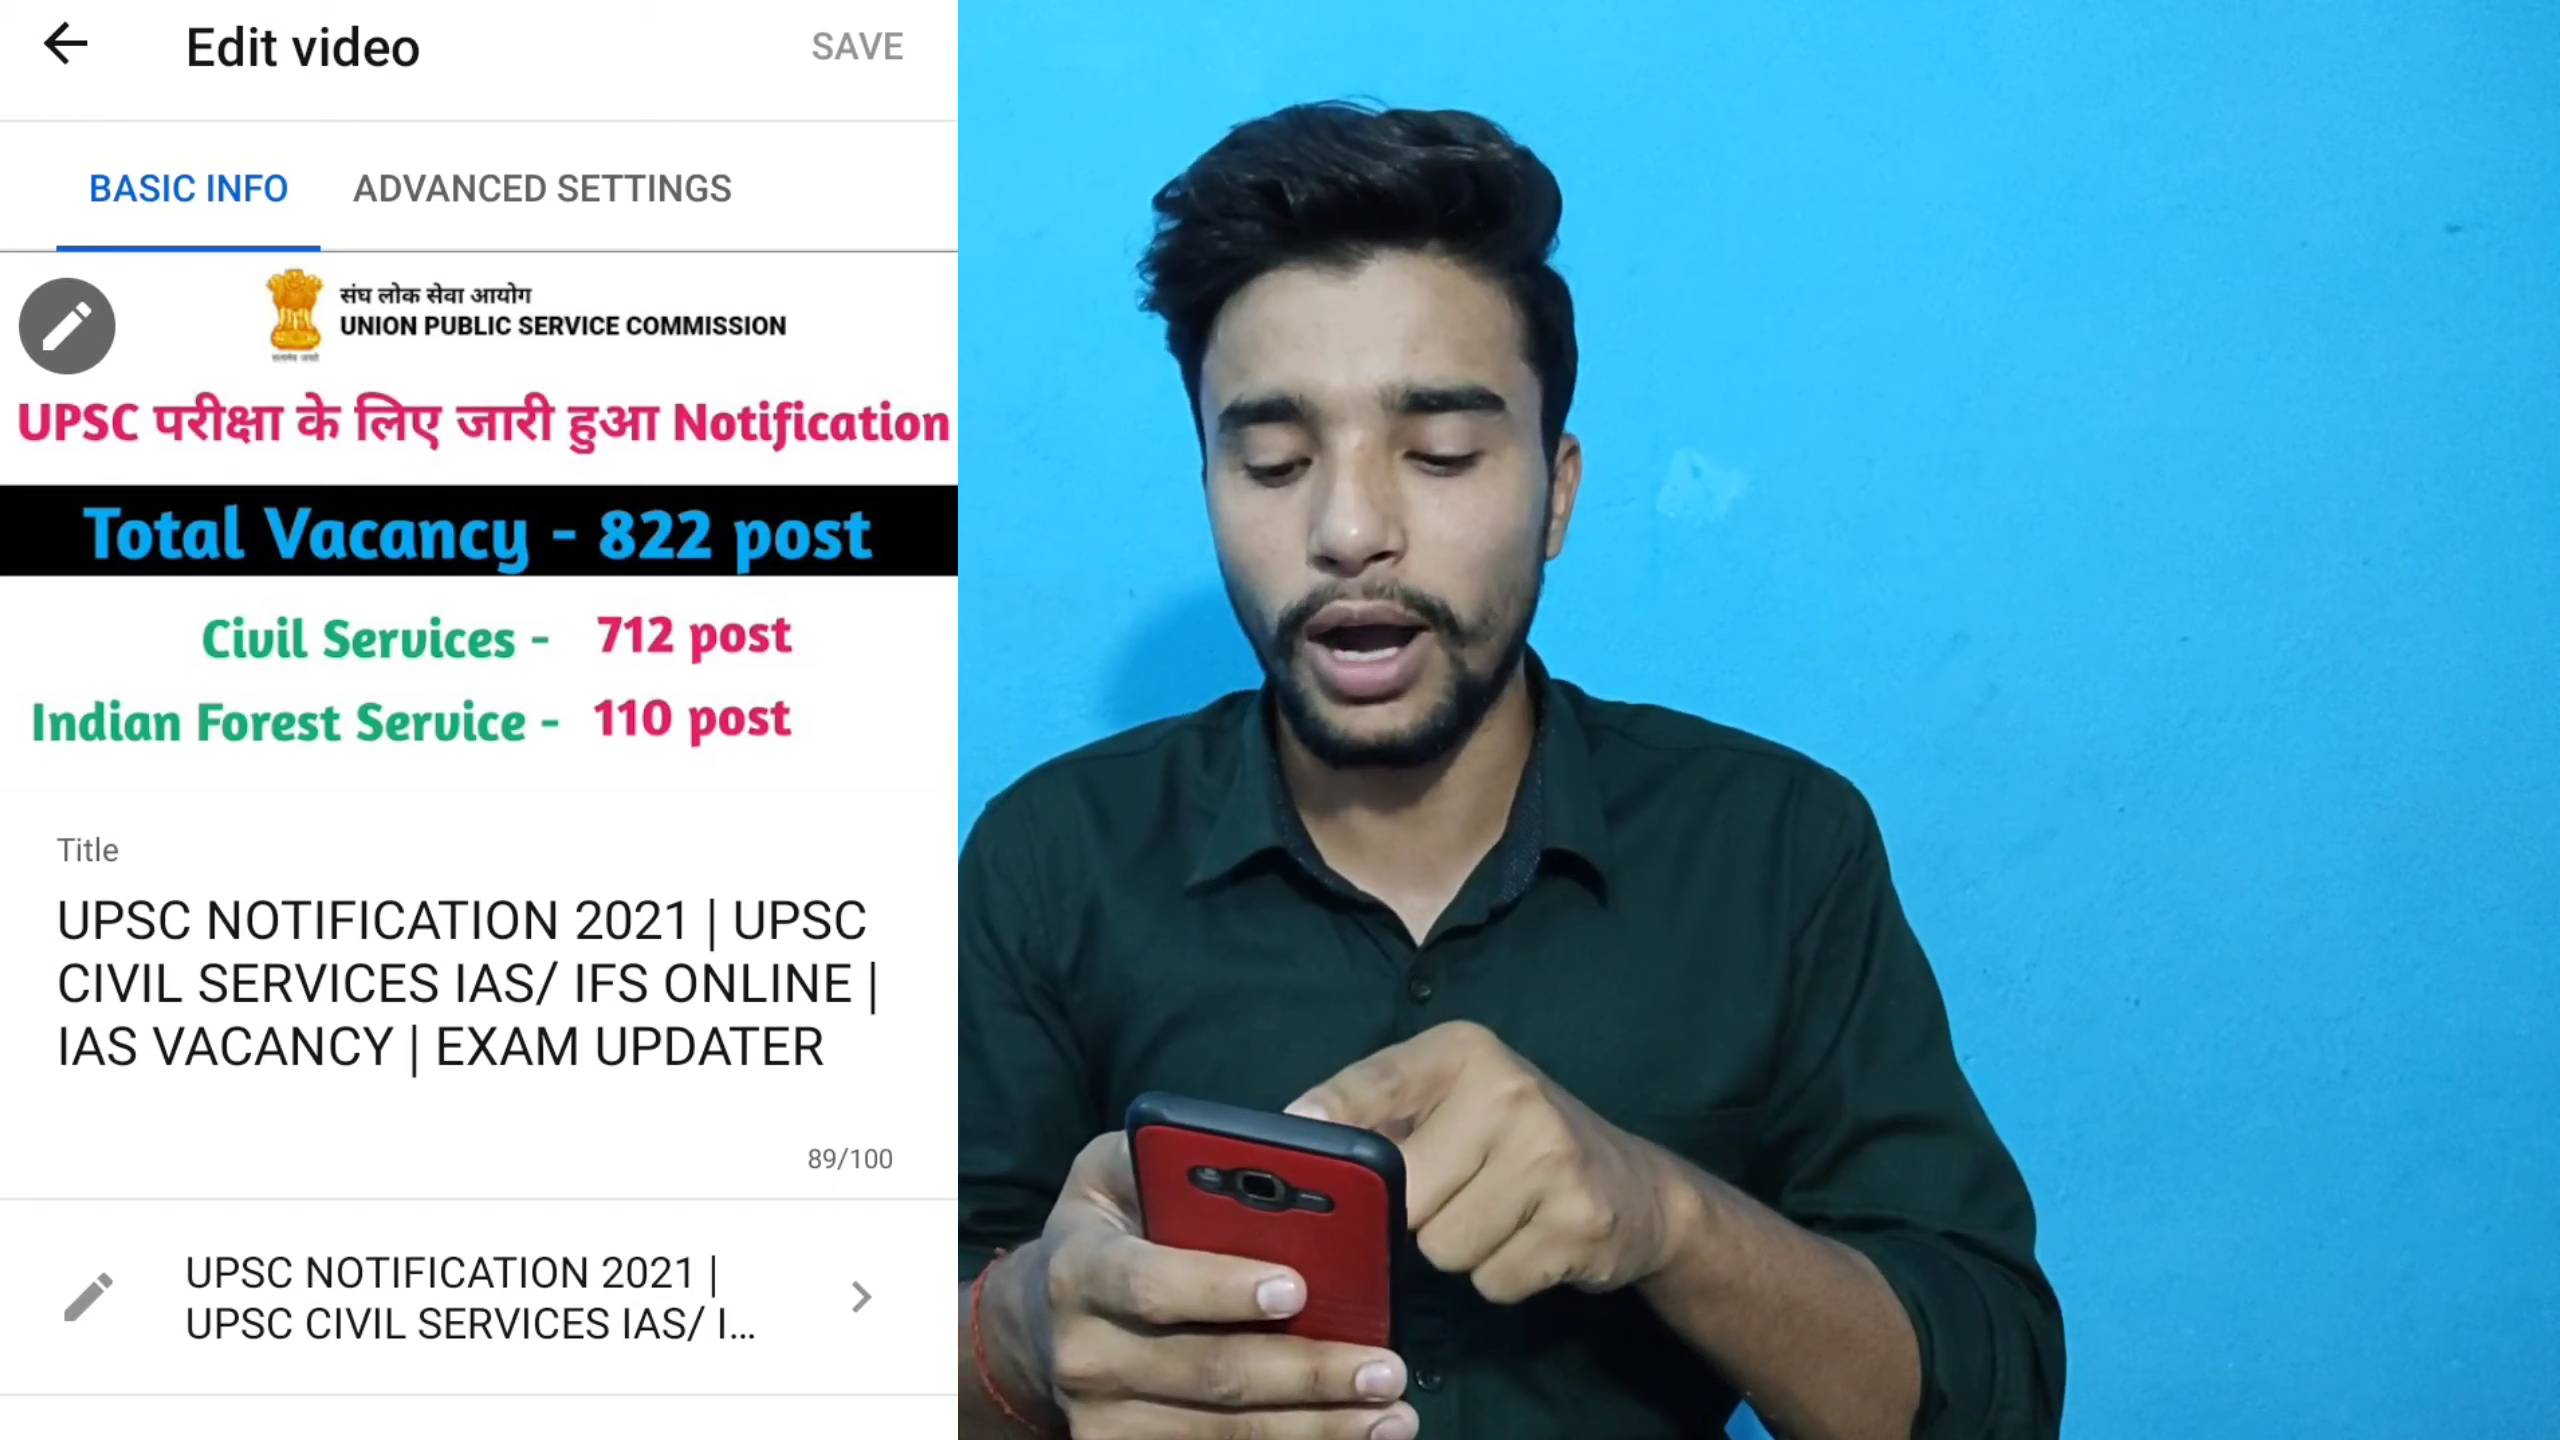 Edit video
SAVE
BASIC INFO
ADVANCED SETTINGS
संघ लोक सेवा आयोग
UNION PUBLIC SERVICE COMMISSION
UPSC परीक्षा के लिए जारी हुआ Notification
Total Vacancy - 822 post
Civil Services - 712 post
Indian Forest Service - 110 post
Title
UPSC NOTIFICATION 2021 | UPSC
CIVIL SERVICES IAS/ IFS ONLINE |
IAS VACANCY | EXAM UPDATER
89/100
UPSC NOTIFICATION 2021 |
UPSC CIVIL SERVICES IAS/ I...